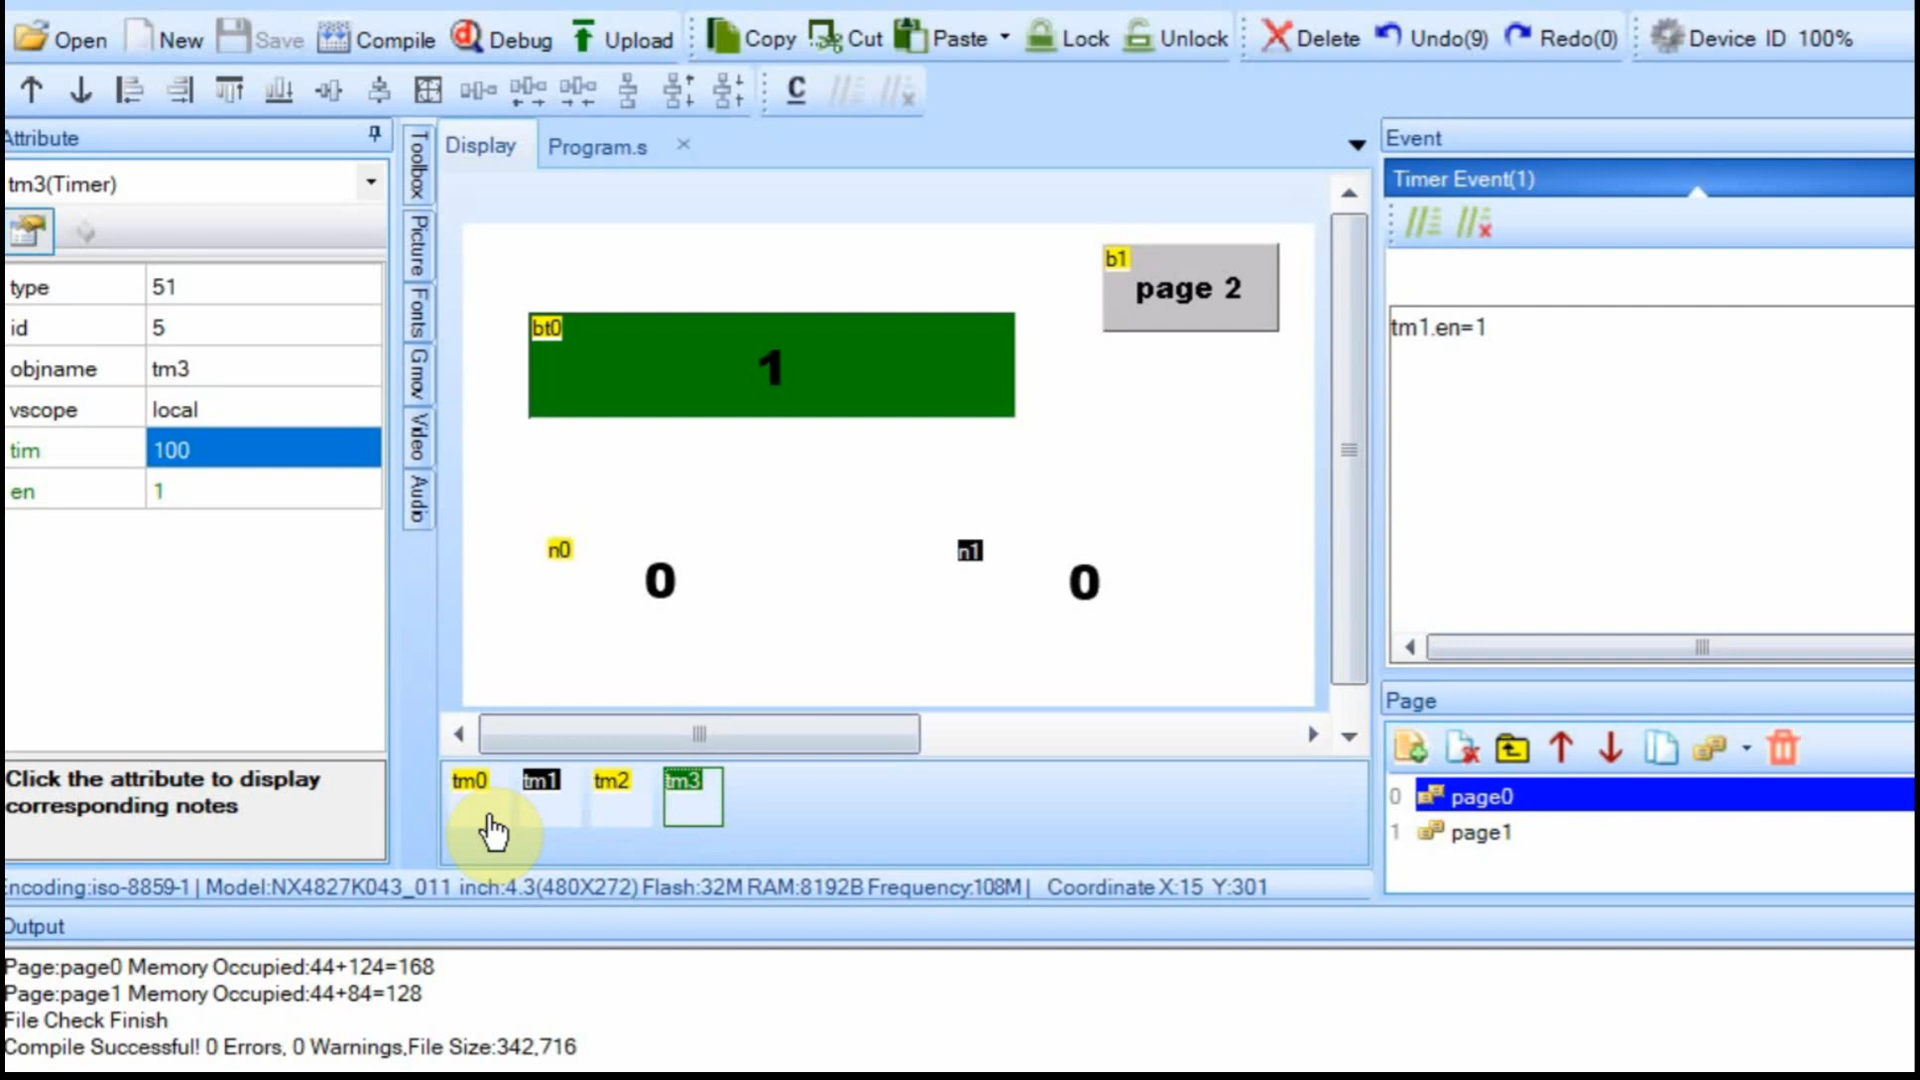 Open New Save Compile Debug Upload Copy Cut Paste Lock Unlock Delete Undo(9) Redo(0) Device ID 100%
C
Attribute
tm3(Timer)
type 51
id 5
objname tm3
vscope local
tim 100
en 1
Click the attribute to display
corresponding notes
Toolbox
Picture
Fonts
Gmov
Video
Audio
Display Program.s
b1
page 2
bt0
1
n0
0
n1
0
tm0 tm1 tm2 tm3
ncoding:iso-8859-1 | Model:NX4827K043_011 inch:4.3(480X272) Flash:32M RAM:8192B Frequency:108M | Coordinate X:15 Y:301
Event
Timer Event(1)
tm1.en=1
Page
0 page0
1 page1
Output
Page:page0 Memory Occupied:44+124=168
Page:page1 Memory Occupied:44+84=128
File Check Finish
Compile Successful! 0 Errors, 0 Warnings,File Size:342,716